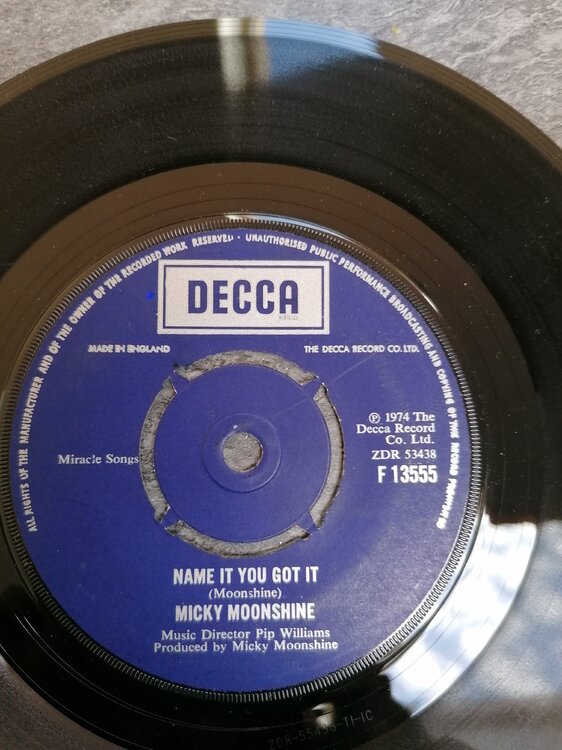 ALL RIGHTS OF THE MANUFACTURER AND OF THE OWNER OF THE RECORDED WORK RESERVED · UNAUTHORISED PUBLIC PERFORMANCE BROADCASTING AND COPYING OF THE RECORD PROHIBITED
DECCA
MADE IN ENGLAND
THE DECCA RECORD CO. LTD.
℗ 1974 The
Decca Record
Co. Ltd.
Miracle Songs
ZDR 53438
F 13555
NAME IT YOU GOT IT
(Moonshine)
MICKY MOONSHINE
Music Director Pip Williams
Produced by Micky Moonshine